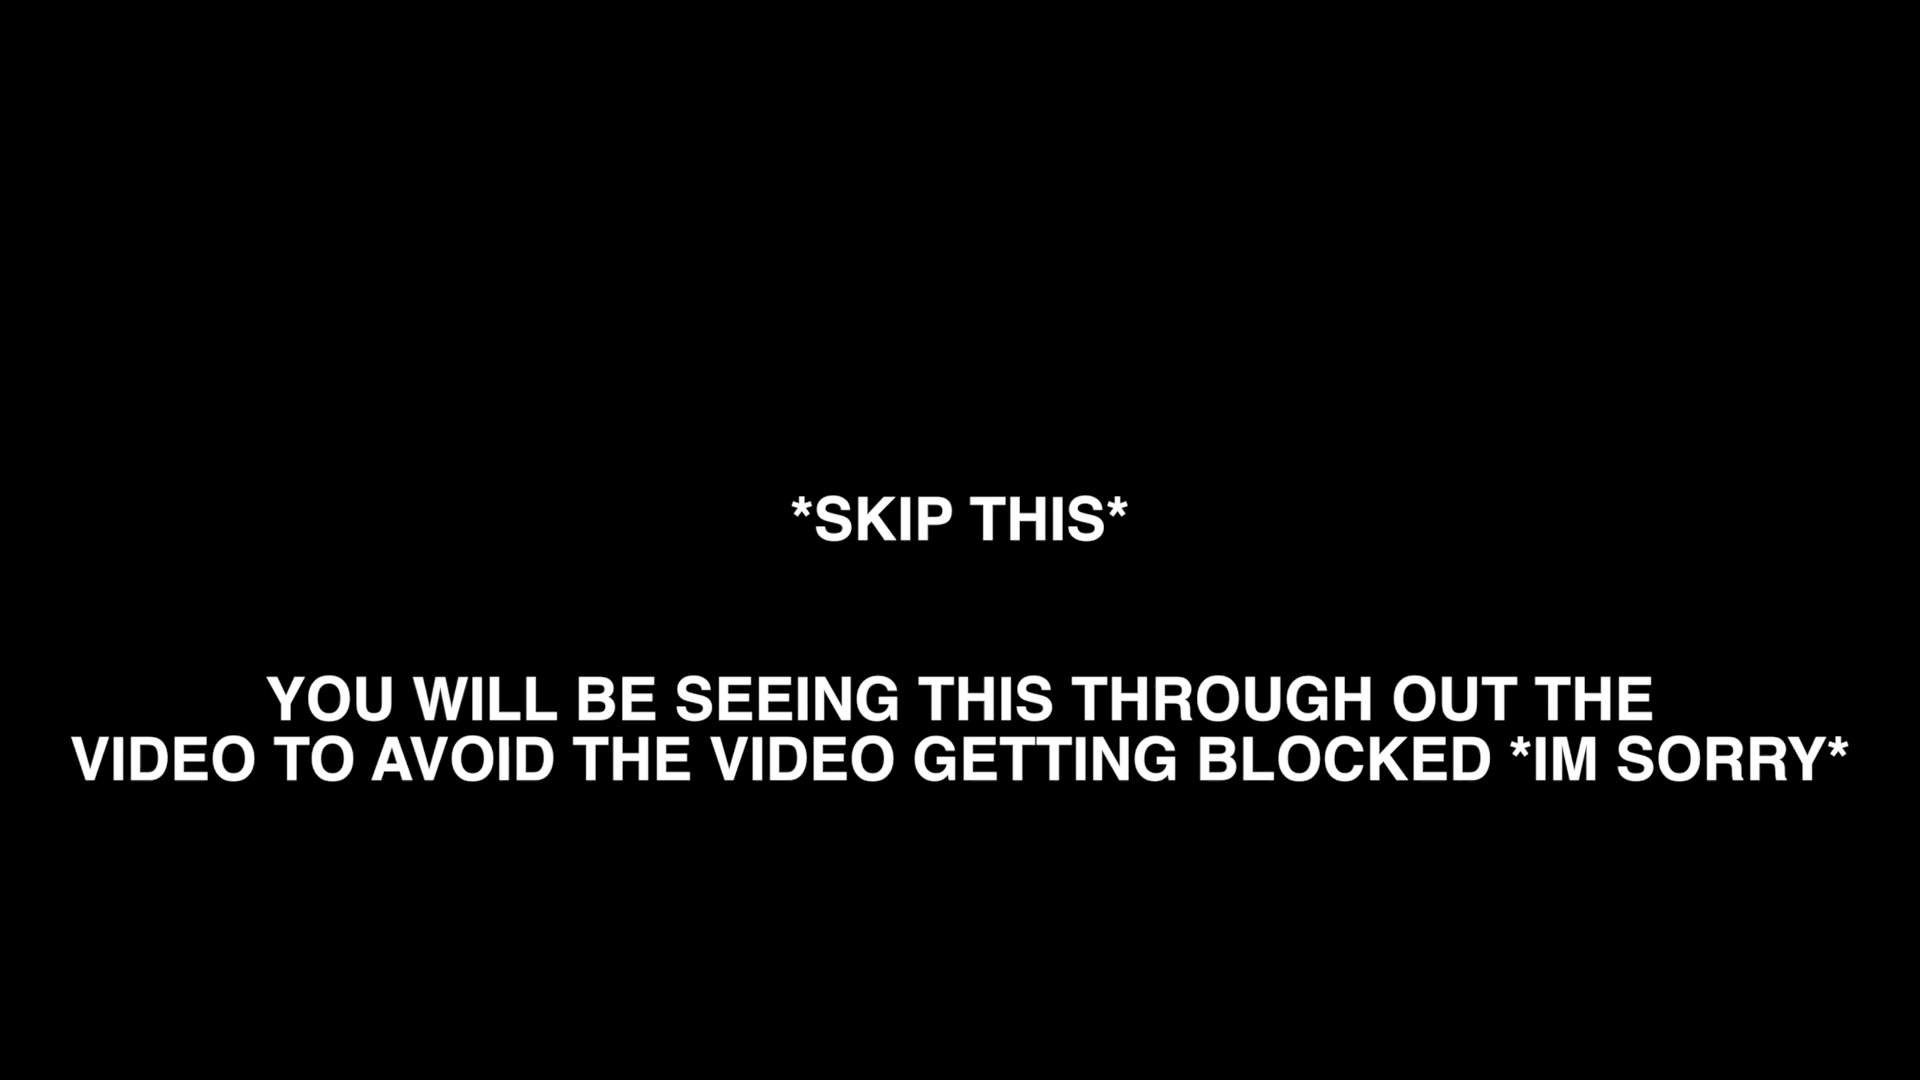 *SKIP THIS*
YOU WILL BE SEEING THIS THROUGH OUT THE
VIDEO TO AVOID THE VIDEO GETTING BLOCKED *IM SORRY*